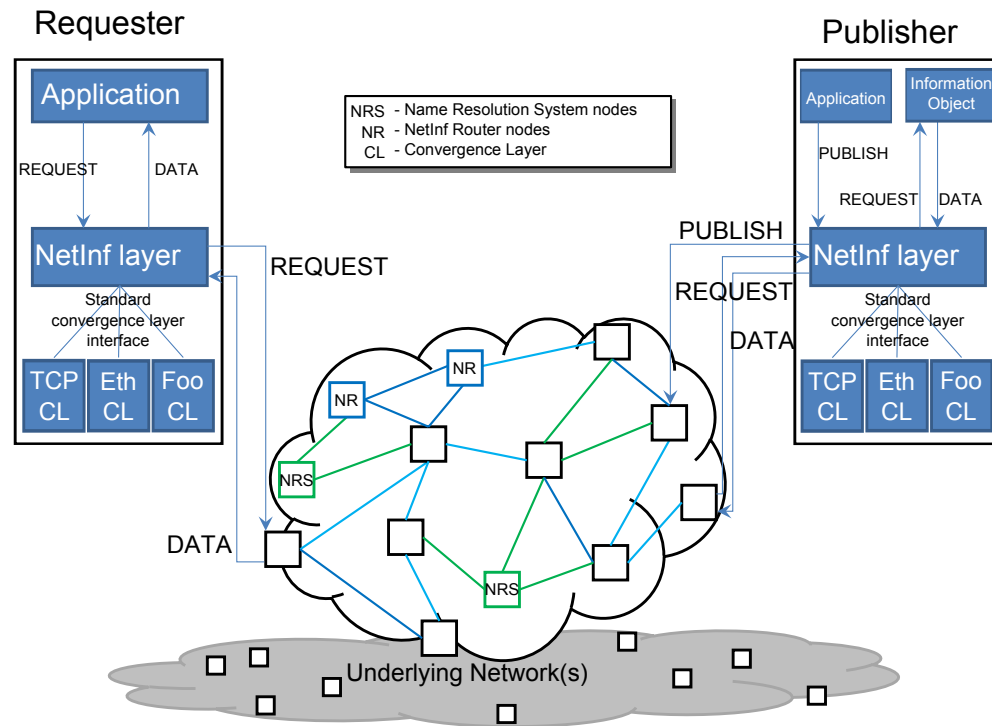 Requester
Publisher
Application
Application
Information
Object
NRS - Name Resolution System nodes
NR - NetInf Router nodes
CL - Convergence Layer
REQUEST
DATA
PUBLISH
REQUEST
DATA
NetInf layer
NetInf layer
REQUEST
PUBLISH
REQUEST
DATA
Standard
convergence layer
interface
Standard
convergence layer
interface
TCP
CL
Eth
CL
Foo
CL
TCP
CL
Eth
CL
Foo
CL
NR
NR
NRS
DATA
NRS
Underlying Network(s)